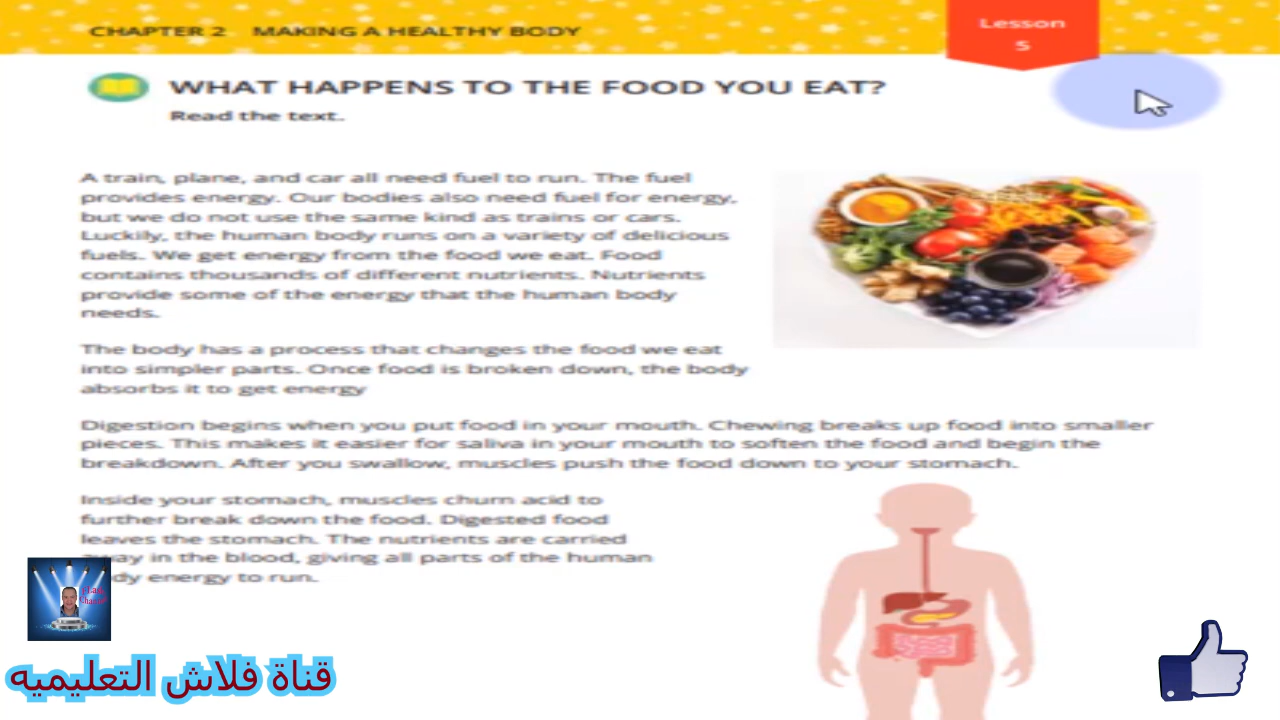 CHAPTER 2 MAKING A HEALTHY BODY
Lesson
5
WHAT HAPPENS TO THE FOOD YOU EAT?
Read the text.
A train, plane, and car all need fuel to run. The fuel
provides energy. Our bodies also need fuel for energy,
but we do not use the same kind as trains or cars.
Luckily, the human body runs on a variety of delicious
fuels. We get energy from the food we eat. Food
contains thousands of different nutrients. Nutrients
provide some of the energy that the human body
needs.
The body has a process that changes the food we eat
into simpler parts. Once food is broken down, the body
absorbs it to get energy
Digestion begins when you put food in your mouth. Chewing breaks up food into smaller
pieces. This makes it easier for saliva in your mouth to soften the food and begin the
breakdown. After you swallow, muscles push the food down to your stomach.
Inside your stomach, muscles churn acid to
further break down the food. Digested food
leaves the stomach. The nutrients are carried
away in the blood, giving all parts of the human
dy energy to run.
قناة فلاش التعليميه